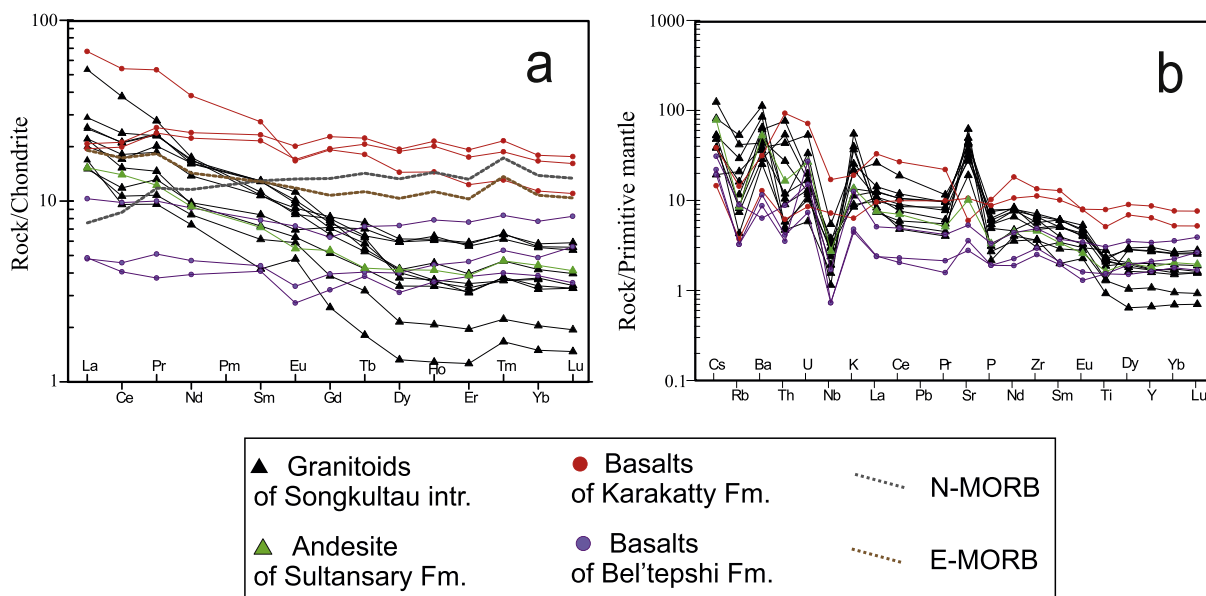 100
10
1
Rock/Chondrite
a
La Pr Pm Eu Tb Ho Tm Lu
Ce Nd Sm Gd Dy Er Yb
1000
100
10
1
0.1
Rock/Primitive mantle
b
Cs Ba U K Ce Pr Sr P Zr Eu Dy Yb
Rb Th Nb La Pb Nd Sm Ti Y Lu
Granitoids
of Songkultau intr.
Andesite
of Sultansary Fm.
Basalts
of Karakatty Fm.
Basalts
of Bel'tepshi Fm.
N-MORB
E-MORB